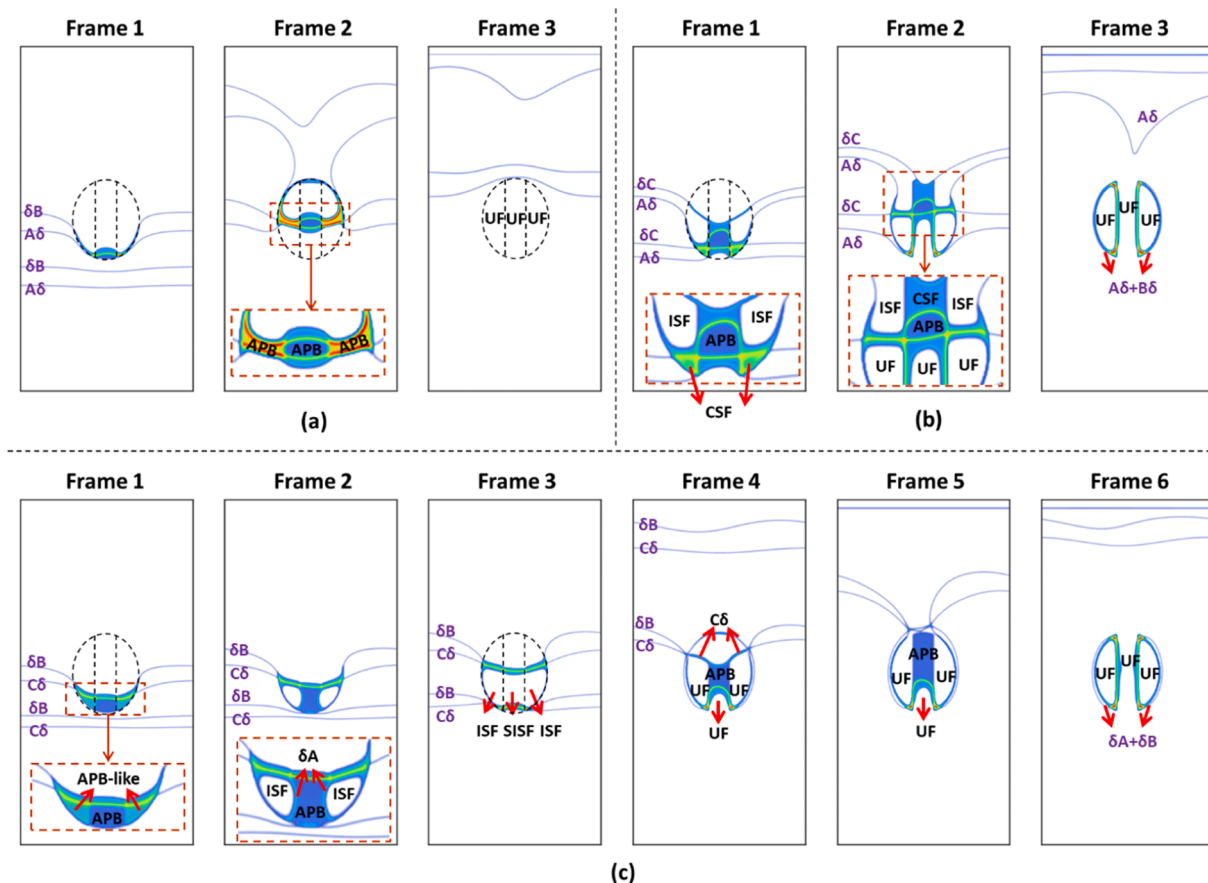 Frame 1
Frame 2
Frame 3
Frame 1
Frame 2
Frame 3
δB
Aδ
δB
Aδ
APB
APB
APB
UF UF UF
(a)
δC
Aδ
δC
Aδ
ISF
ISF
APB
CSF
δC
Aδ
δC
Aδ
ISF
CSF
ISF
APB
UF
UF
UF
Aδ
UF
UF
UF
Aδ+Bδ
(b)
Frame 1
Frame 2
Frame 3
Frame 4
Frame 5
Frame 6
δB
Cδ
δB
Cδ
APB-like
APB
δB
Cδ
δB
Cδ
δA
ISF
ISF
APB
δB
Cδ
δB
Cδ
ISF SISF ISF
δB
Cδ
δB
Cδ
Cδ
APB
UF
UF
UF
APB
UF
UF
UF
UF
UF
UF
δA+δB
(c)